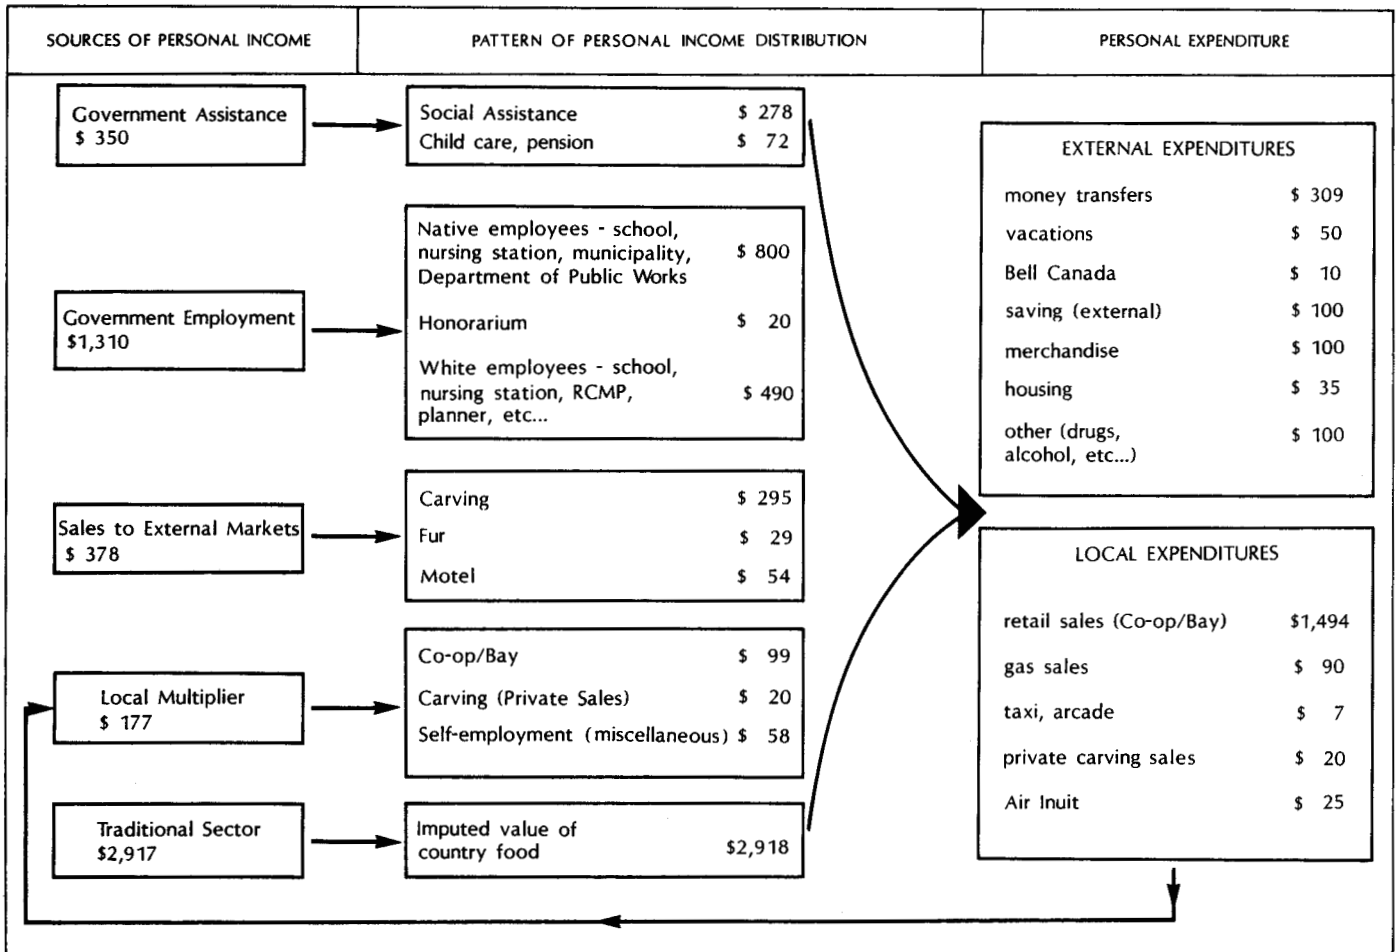 SOURCES OF PERSONAL INCOME
PATTERN OF PERSONAL INCOME DISTRIBUTION
PERSONAL EXPENDITURE
Government Assistance
$ 350
Social Assistance $ 278
Child care, pension $ 72
Government Employment
$1,310
Native employees - school,
nursing station, municipality, $ 800
Department of Public Works
Honorarium $ 20
White employees - school,
nursing station, RCMP, $ 490
planner, etc...
Sales to External Markets
$ 378
Carving $ 295
Fur $ 29
Motel $ 54
Local Multiplier
$ 177
Co-op/Bay $ 99
Carving (Private Sales) $ 20
Self-employment (miscellaneous) $ 58
Traditional Sector
$2,917
Imputed value of
country food $2,918
EXTERNAL EXPENDITURES
money transfers $ 309
vacations $ 50
Bell Canada $ 10
saving (external) $ 100
merchandise $ 100
housing $ 35
other (drugs, $ 100
alcohol, etc...)
LOCAL EXPENDITURES
retail sales (Co-op/Bay) $1,494
gas sales $ 90
taxi, arcade $ 7
private carving sales $ 20
Air Inuit $ 25